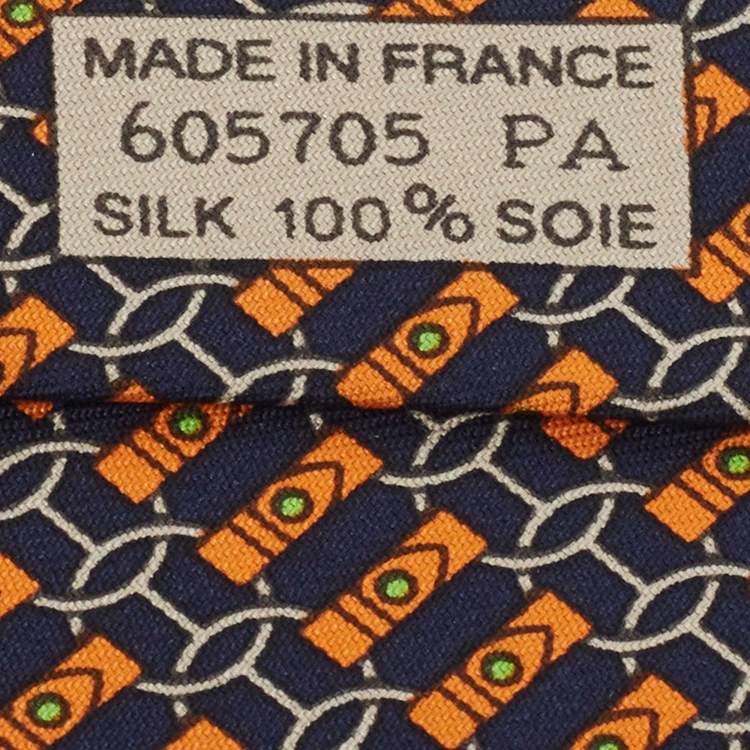 MADE IN FRANCE
605705 PA
SILK 100% SOIE